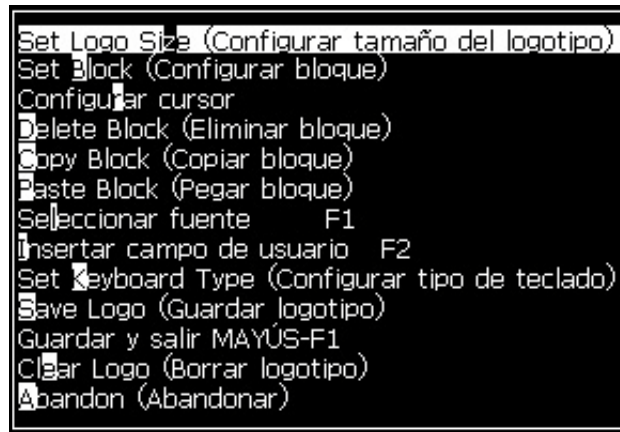 Set Logo Size (Configurar tamaño del logotipo)
Set Block (Configurar bloque)
Configurar cursor
Delete Block (Eliminar bloque)
Copy Block (Copiar bloque)
Paste Block (Pegar bloque)
Seleccionar fuente F1
Insertar campo de usuario F2
Set Keyboard Type (Configurar tipo de teclado)
Save Logo (Guardar logotipo)
Guardar y salir MAYÚS-F1
Clear Logo (Borrar logotipo)
Abandon (Abandonar)